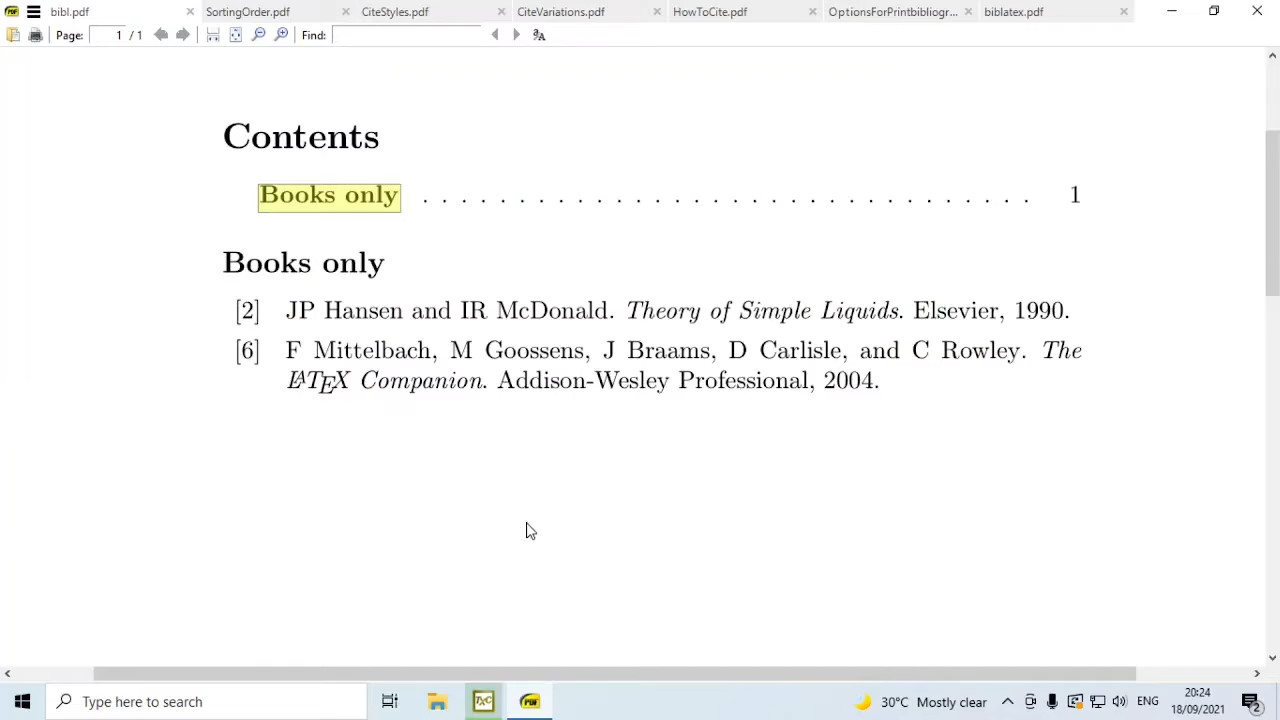 bibl.pdf SortingOrder.pdf CiteStyles.pdf CiteVariations.pdf HowToCite.pdf OptionsForPrintbibliogr... biblatex.pdf
Page: 1 / 1 Find:
Contents
Books only . . . . . . . . . . . . . . . . . . . . . . . . . . . . . . . . 1
Books only
[2] JP Hansen and IR McDonald. Theory of Simple Liquids. Elsevier, 1990.
[6] F Mittelbach, M Goossens, J Braams, D Carlisle, and C Rowley. The
LATEX Companion. Addison-Wesley Professional, 2004.
Type here to search
30°C Mostly clear
20:24
18/09/2021
2